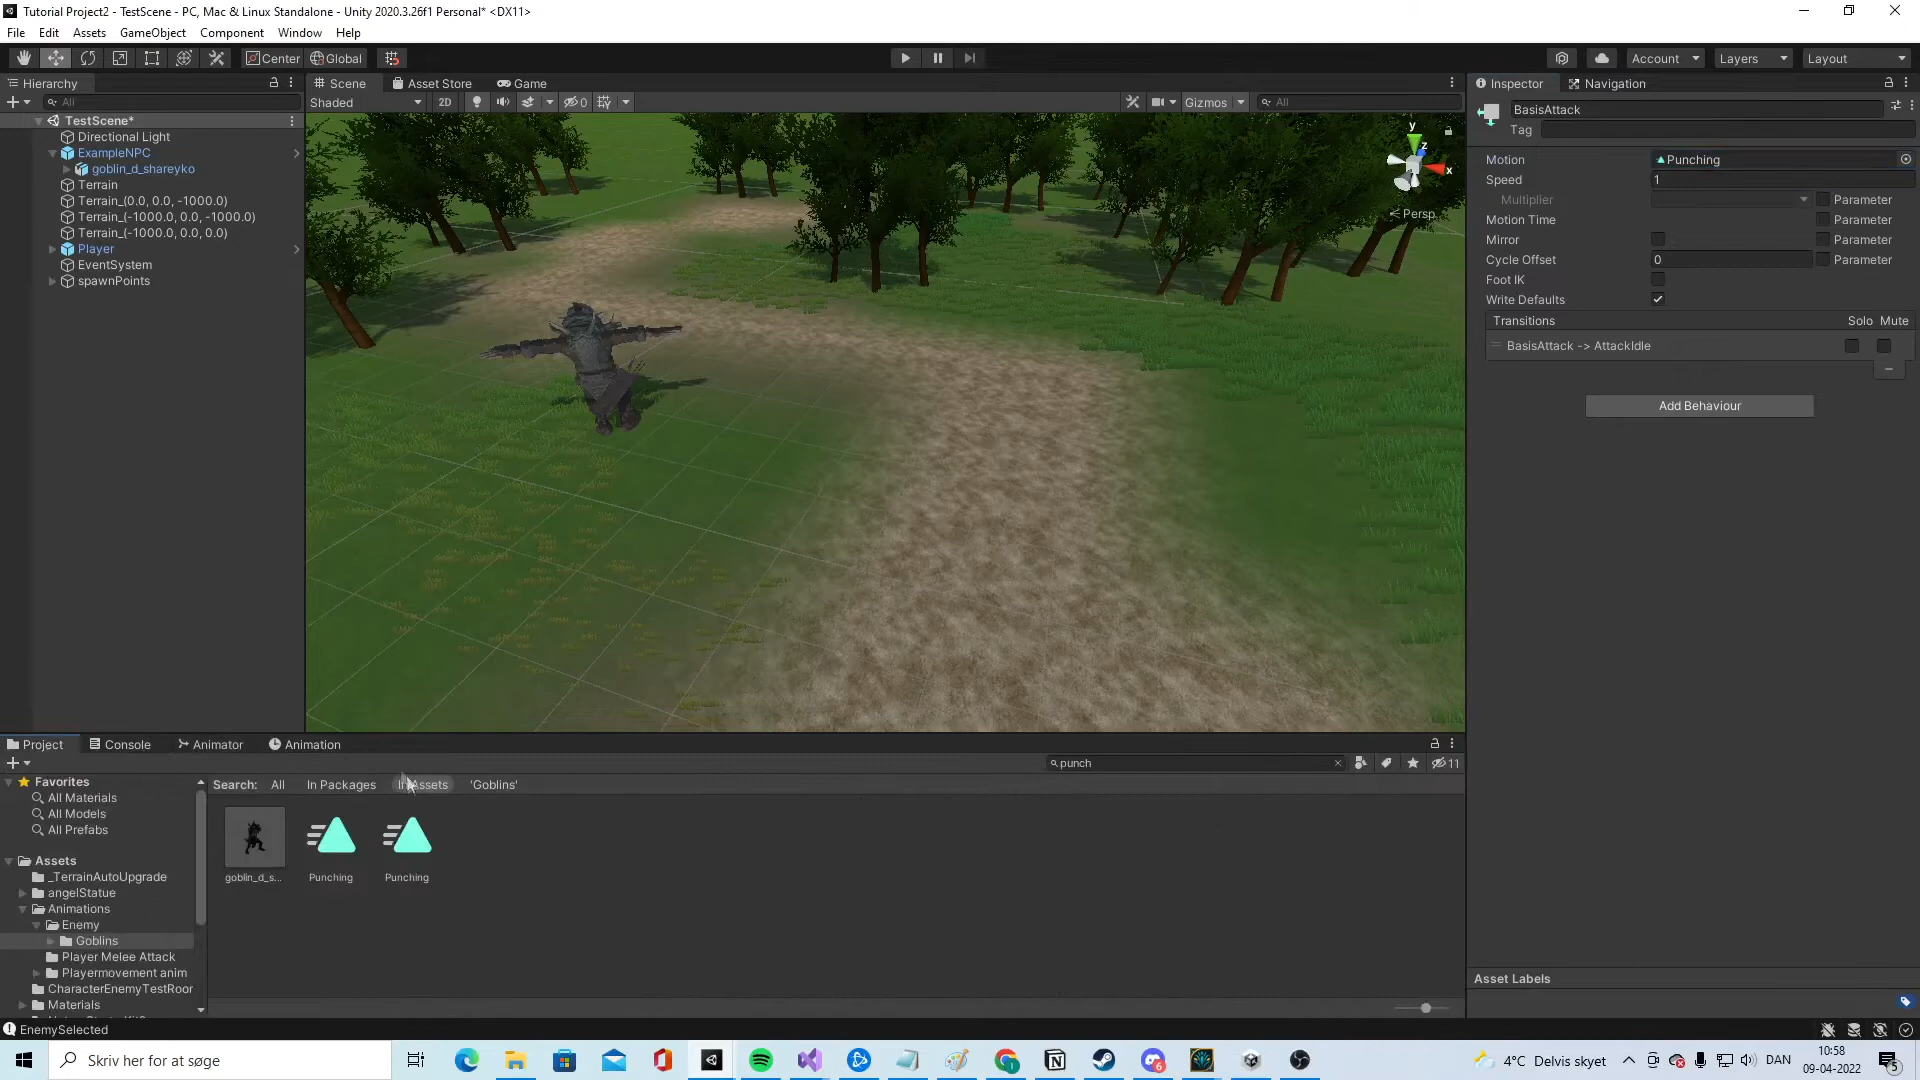 Tutorial Project2 - TestScene - PC, Mac & Linux Standalone - Unity 2020.3.26f1 Personal* <DX11>
File Edit Assets GameObject Component Window Help
Center Global Account Layers Layout
Hierarchy Scene Asset Store Game Inspector Navigation
All Shaded 2D 0 Gizmos All
BasisAttack
Tag
TestScene*
Directional Light
ExampleNPC
goblin_d_shareyko
Terrain
Terrain_(0.0, 0.0, -1000.0)
Terrain_(-1000.0, 0.0, -1000.0)
Terrain_(-1000.0, 0.0, 0.0)
Player
EventSystem
spawnPoints
y
z
x
Persp
Motion Punching
Speed 1
Multiplier Parameter
Motion Time Parameter
Mirror Parameter
Cycle Offset 0 Parameter
Foot IK
Write Defaults
Transitions Solo Mute
BasisAttack -> AttackIdle
Add Behaviour
Project Console Animator Animation
punch 11
Search: All In Packages In Assets 'Goblins'
Favorites
All Materials
All Models
All Prefabs
Assets
_TerrainAutoUpgrade
angelStatue
Animations
Enemy
Goblins
Player Melee Attack
Playermovement anim
CharacterEnemyTestRoor
Materials
goblin_d_s... Punching Punching
Asset Labels
EnemySelected
Skriv her for at søge
4°C Delvis skyet DAN
10:58
09-04-2022
5
6